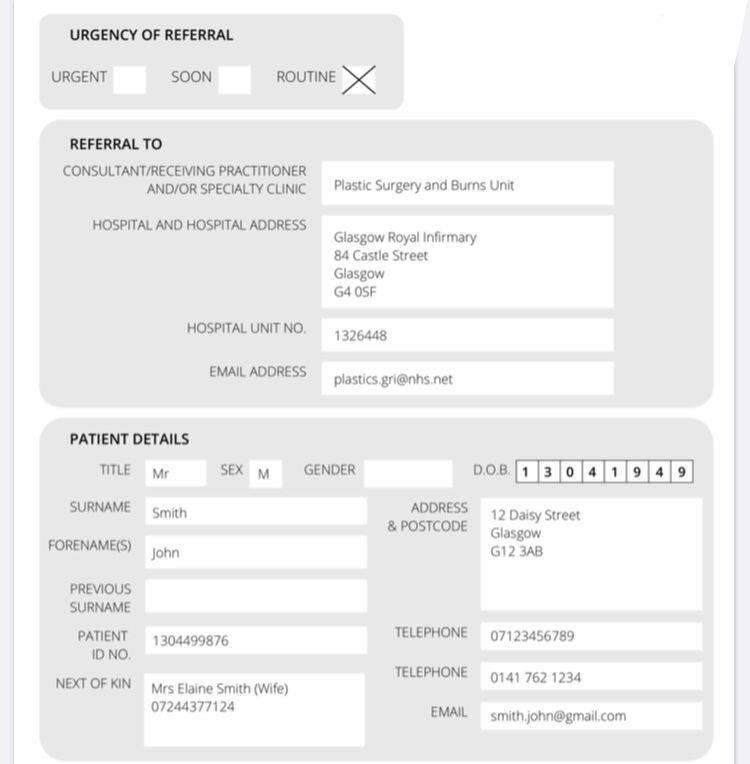 URGENCY OF REFERRAL
URGENT SOON ROUTINE
REFERRAL TO
CONSULTANT/RECEIVING PRACTITIONER
AND/OR SPECIALTY CLINIC
Plastic Surgery and Burns Unit
HOSPITAL AND HOSPITAL ADDRESS
Glasgow Royal Infirmary
84 Castle Street
Glasgow
G4 0SF
HOSPITAL UNIT NO.
1326448
EMAIL ADDRESS
plastics.gri@nhs.net
PATIENT DETAILS
TITLE Mr SEX M GENDER D.O.B. 1 3 0 4 1 9 4 9
SURNAME
Smith
FORENAME(S)
John
PREVIOUS
SURNAME
PATIENT
ID NO.
1304499876
NEXT OF KIN
Mrs Elaine Smith (Wife)
07244377124
ADDRESS
& POSTCODE
12 Daisy Street
Glasgow
G12 3AB
TELEPHONE
07123456789
TELEPHONE
0141 762 1234
EMAIL
smith.john@gmail.com